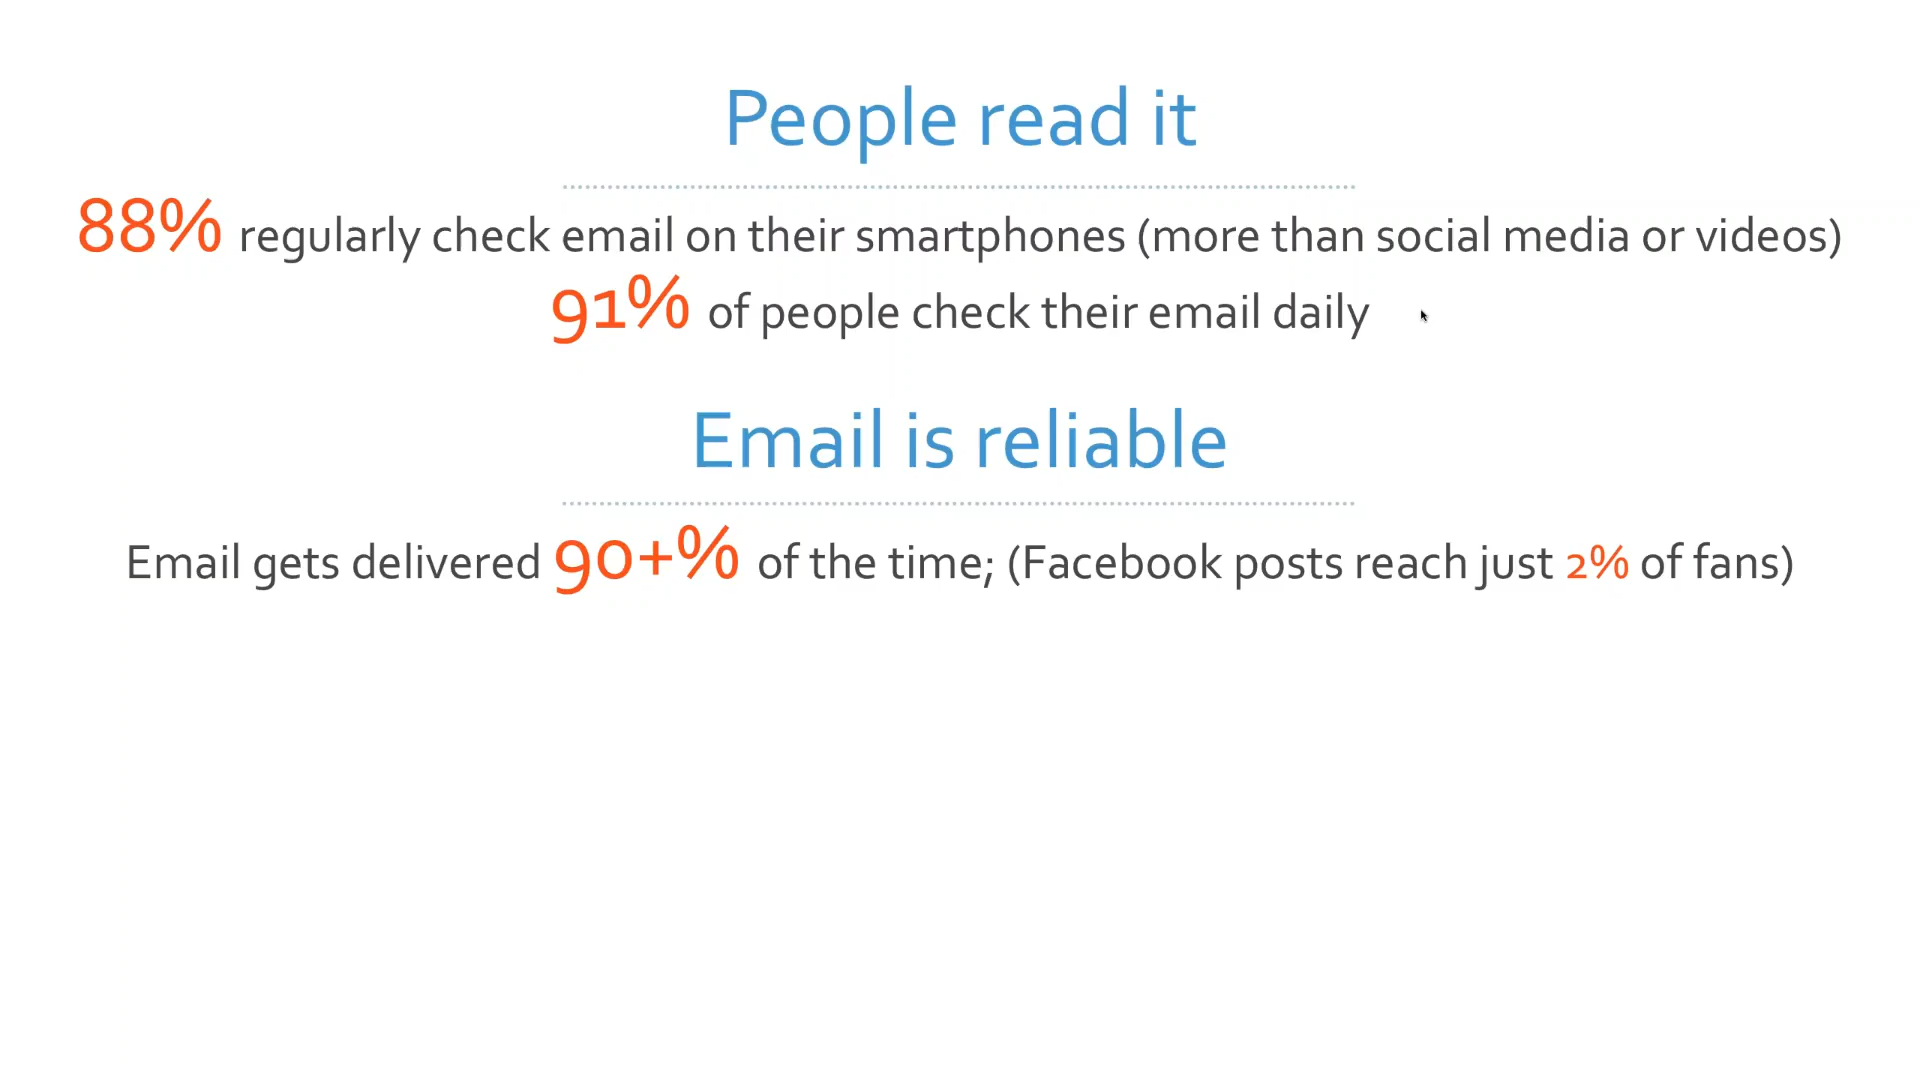 People read it
88% regularly check email on their smartphones (more than social media or videos)
91% of people check their email daily
Email is reliable
Email gets delivered 90+% of the time; (Facebook posts reach just 2% of fans)